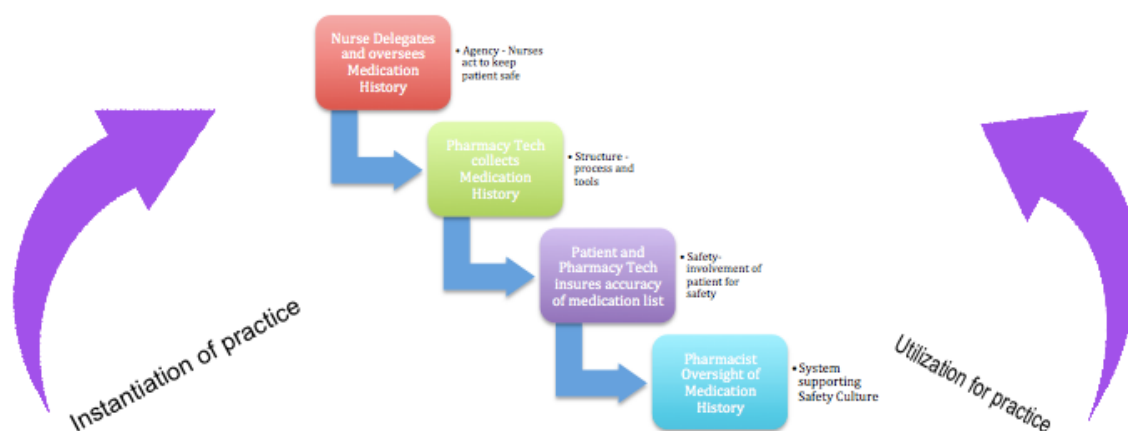 Nurse Delegates
and oversees
Medication
History
• Agency - Nurses
act to keep
patient safe
Pharmacy Tech
collects
Medication
History
• Structure -
process and
tools
Patient and
Pharmacy Tech
insures accuracy
of medication list
• Safety-
involvement of
patient for
safety
Pharmacist
Oversight of
Medication
History
• System
supporting
Safety Culture
Instantiation of practice
Utilization for practice